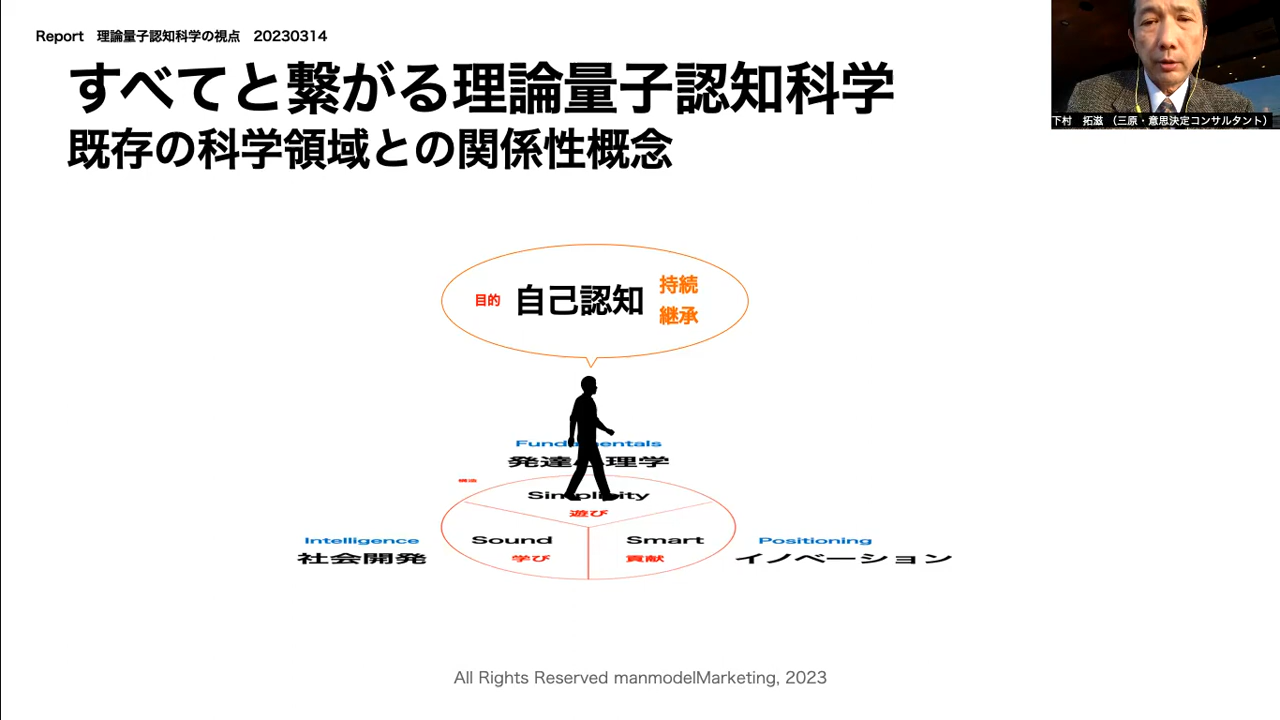 Report 理論量子認知科学の視点 20230314
すべてと繋がる理論量子認知科学
既存の科学領域との関係性概念
下村 拓滋 (三原・意思決定コンサルタント)
目的 自己認知 持続
継承
Fundamentals
発達心理学
構造
Simplicity
遊び
Intelligence Sound Smart Positioning
社会開発 学び 貢献 イノベーション
All Rights Reserved manmodelMarketing, 2023